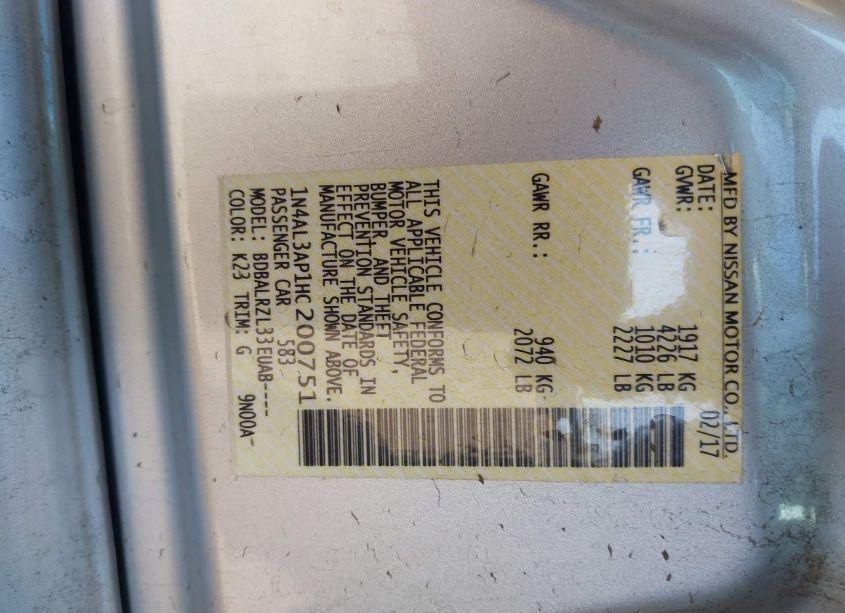 MFD BY NISSAN MOTOR CO., LTD.
DATE: 02/17
GVWR: 1917 KG
4226 LB
GAWR FR.: 1010 KG
2227 LB
GAWR RR.: 940 KG
2072 LB
THIS VEHICLE CONFORMS TO
ALL APPLICABLE FEDERAL
MOTOR VEHICLE SAFETY,
BUMPER, AND THEFT
PREVENTION STANDARDS IN
EFFECT ON THE DATE OF
MANUFACTURE SHOWN ABOVE.
1N4AL3AP1HC200751
PASSENGER CAR 583
MODEL: BDBALRZL33EUAB----
COLOR: K23 TRIM: G 9N00A-